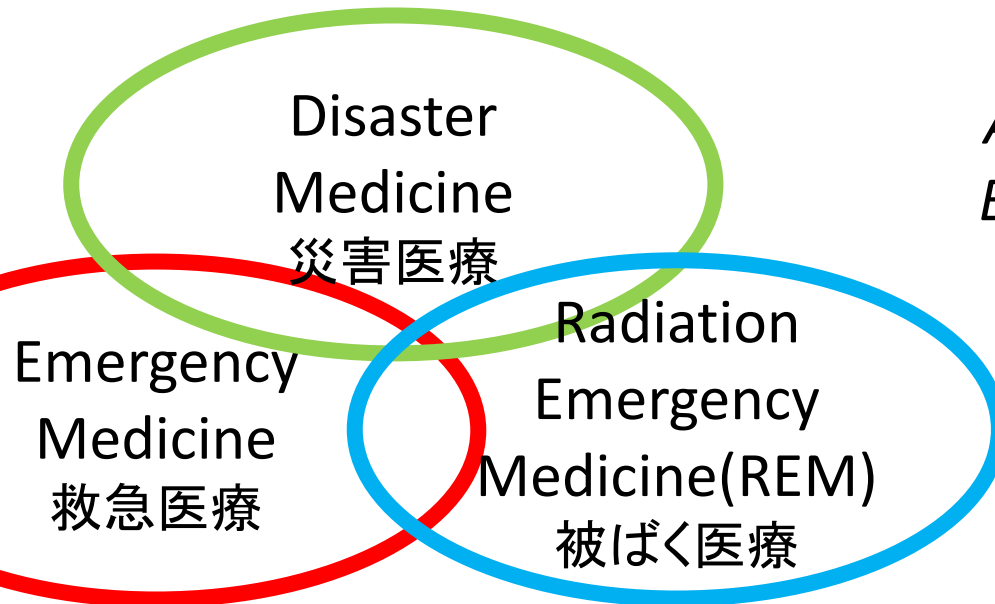 Disaster
Medicine
災害医療
Emergency
Medicine
救急医療
Radiation
Emergency
Medicine(REM)
被ばく医療